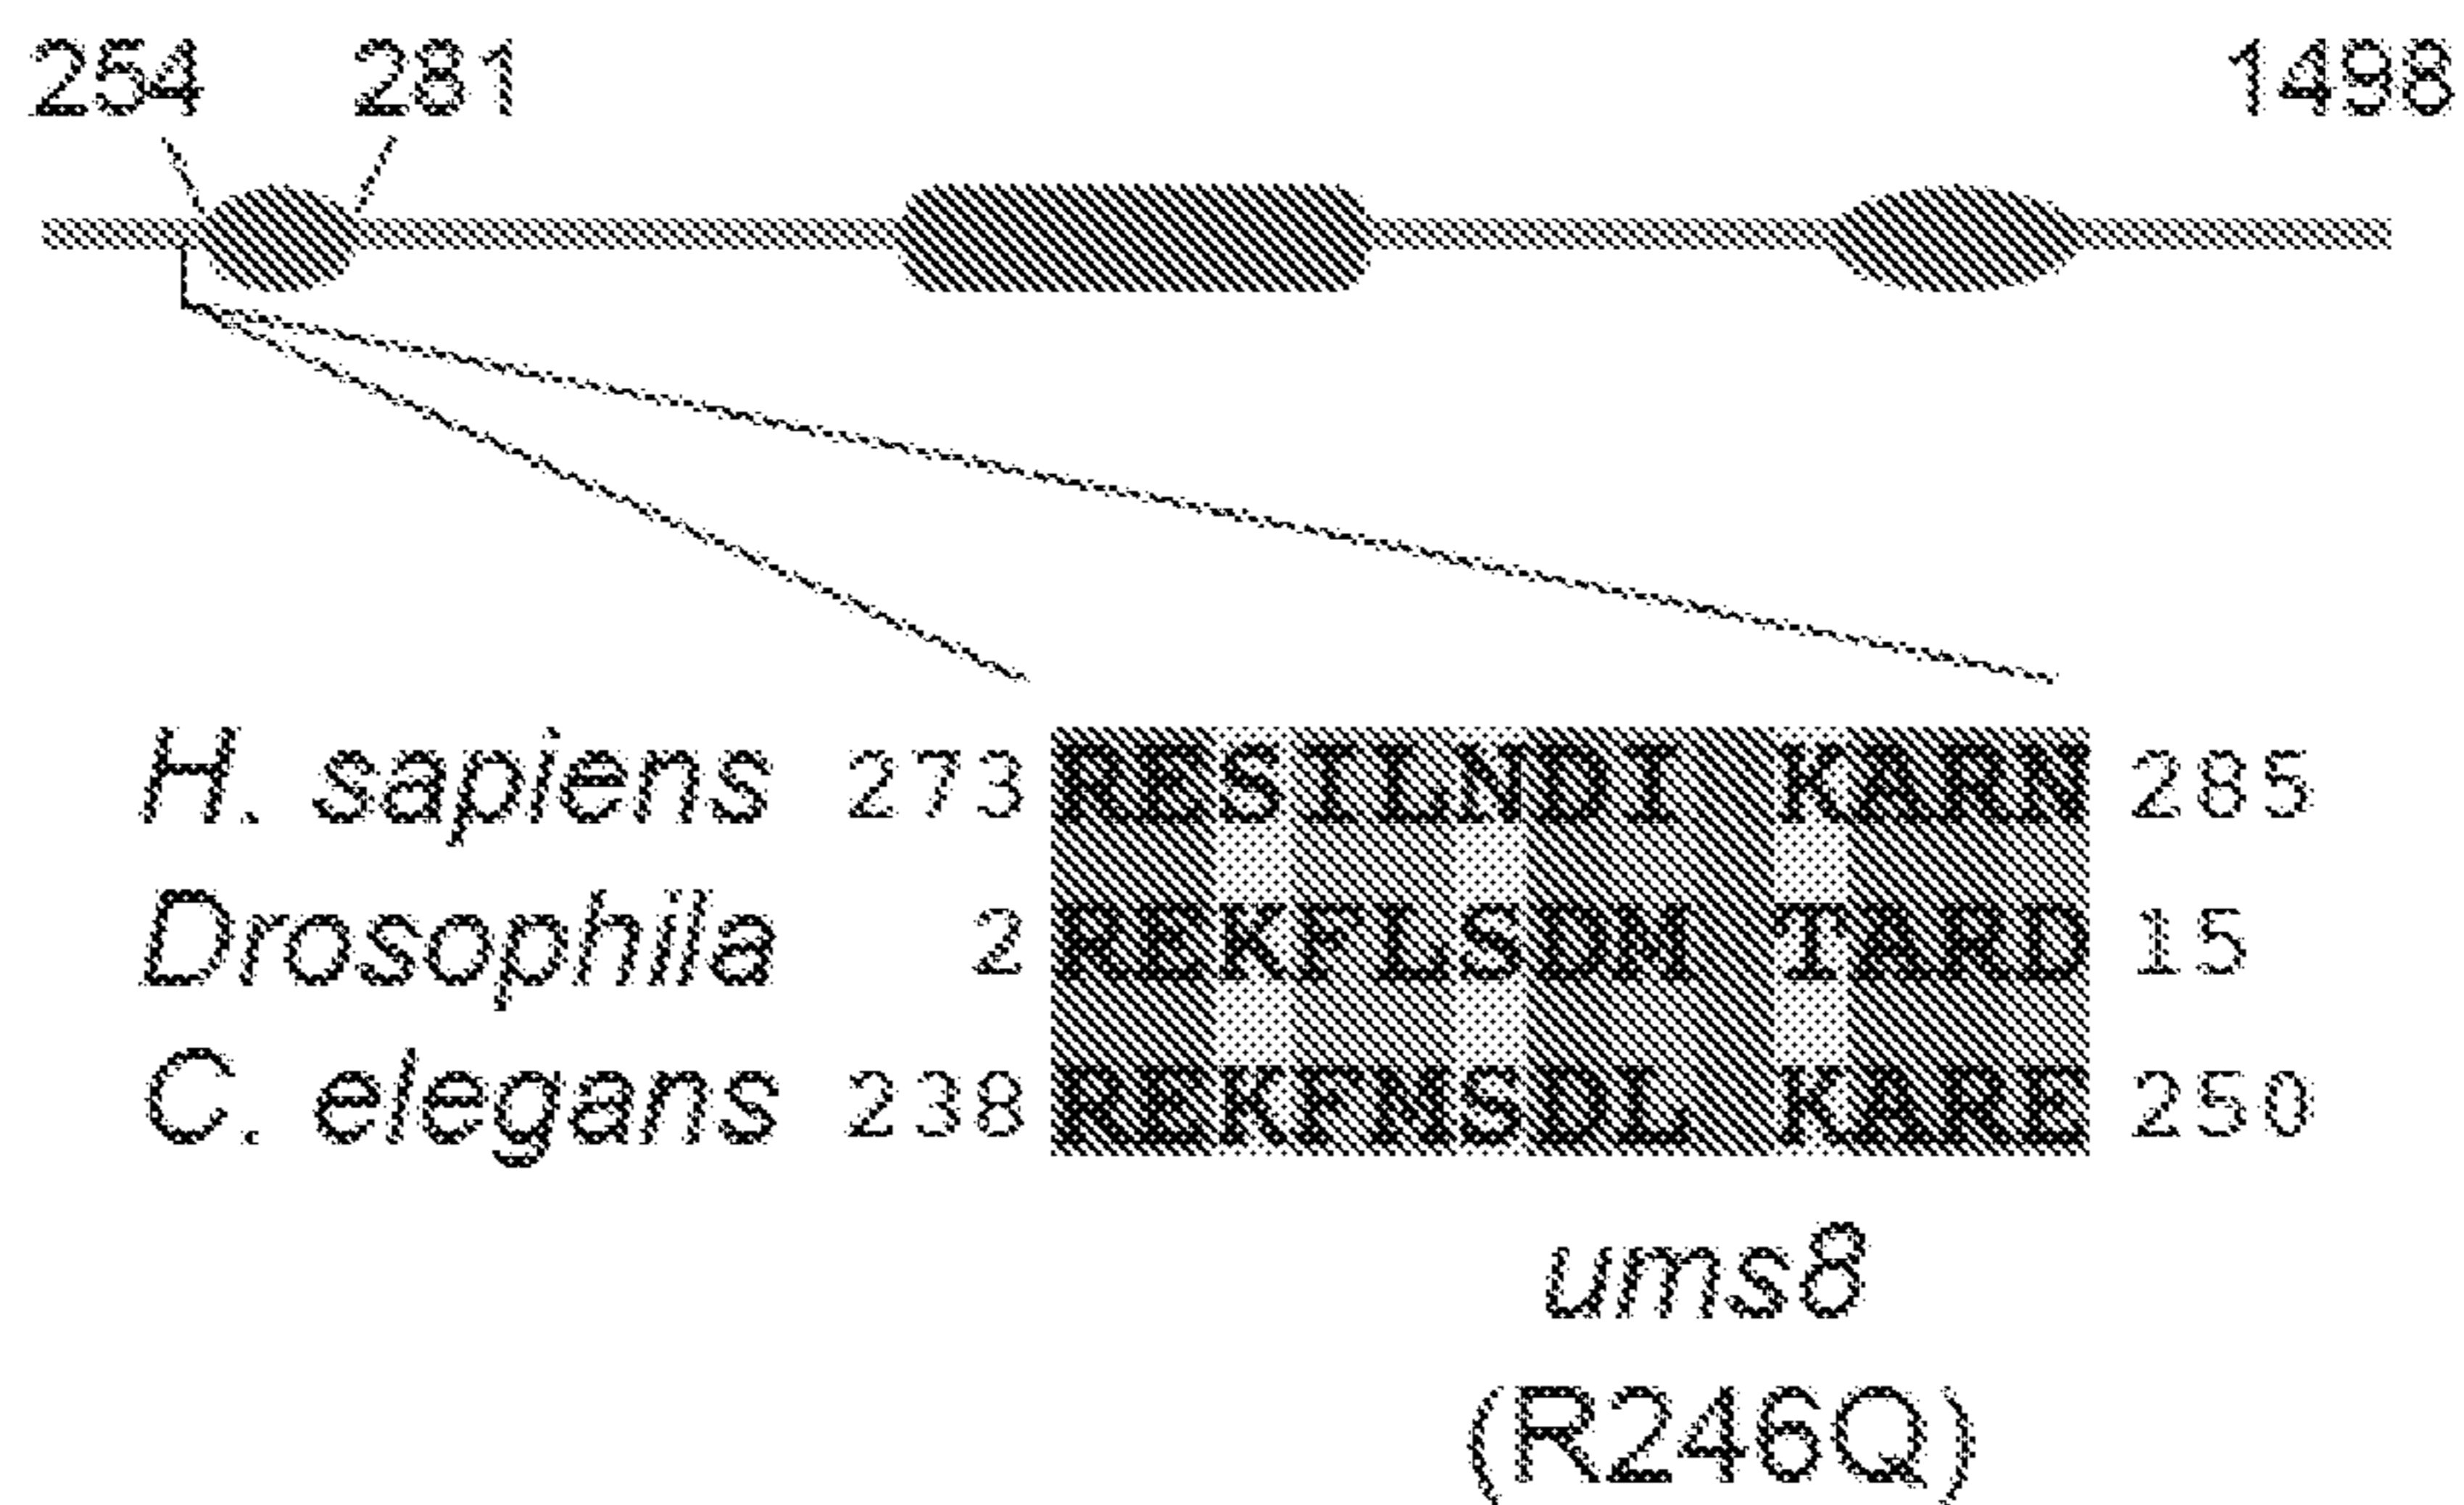 254 281 1498
H. sapiens 273 RESILNDI KARN 285
Drosophila 2 REKFLSDM TARD 15
C. elegans 238 REKFMSDL KARE 250
ums8
(R246Q)